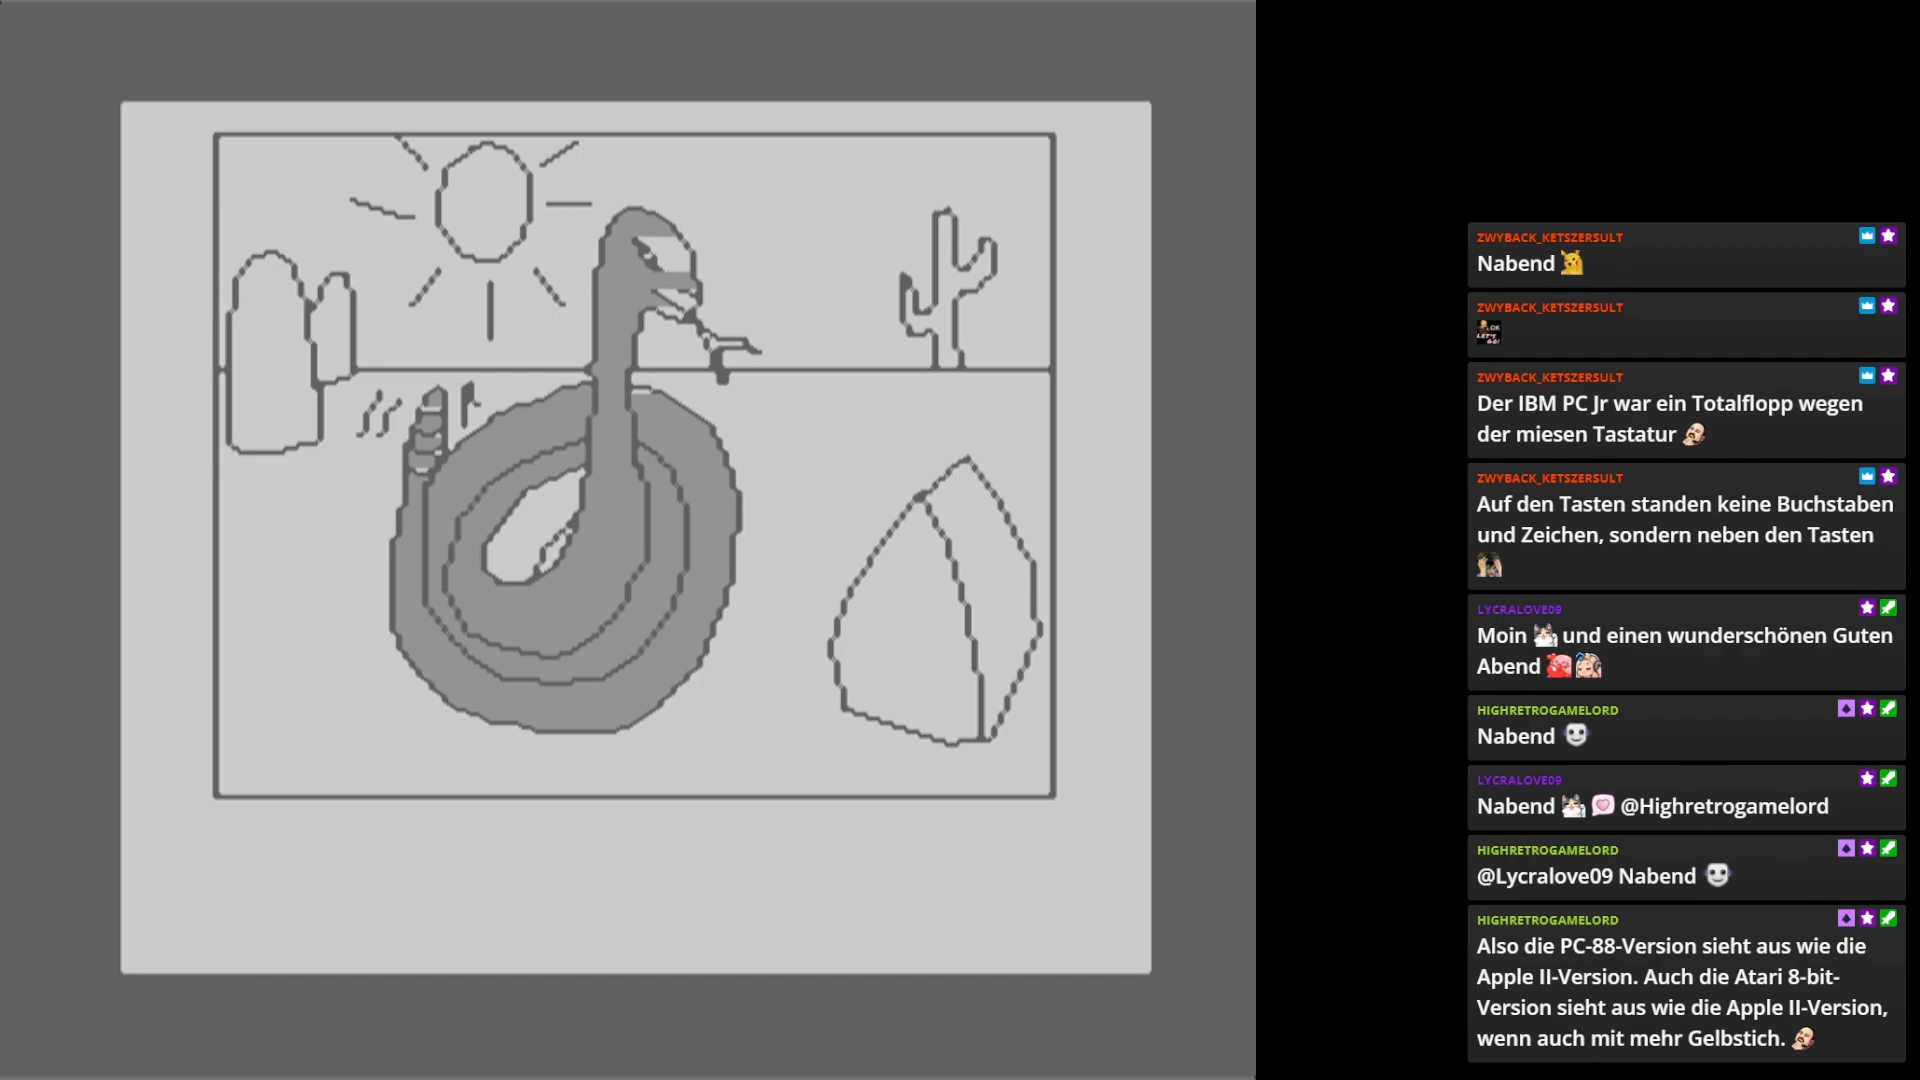 ZWYBACK_KETSZERSULT
Nabend
ZWYBACK_KETSZERSULT
OK
LET'S
GO!
ZWYBACK_KETSZERSULT
Der IBM PC Jr war ein Totalflopp wegen
der miesen Tastatur
ZWYBACK_KETSZERSULT
Auf den Tasten standen keine Buchstaben
und Zeichen, sondern neben den Tasten
LYCRALOVE09
Moin und einen wunderschönen Guten
Abend
HIGHRETROGAMELORD
Nabend
LYCRALOVE09
Nabend @Highretrogamelord
HIGHRETROGAMELORD
@Lycralove09 Nabend
HIGHRETROGAMELORD
Also die PC-88-Version sieht aus wie die
Apple II-Version. Auch die Atari 8-bit-
Version sieht aus wie die Apple II-Version,
wenn auch mit mehr Gelbstich.